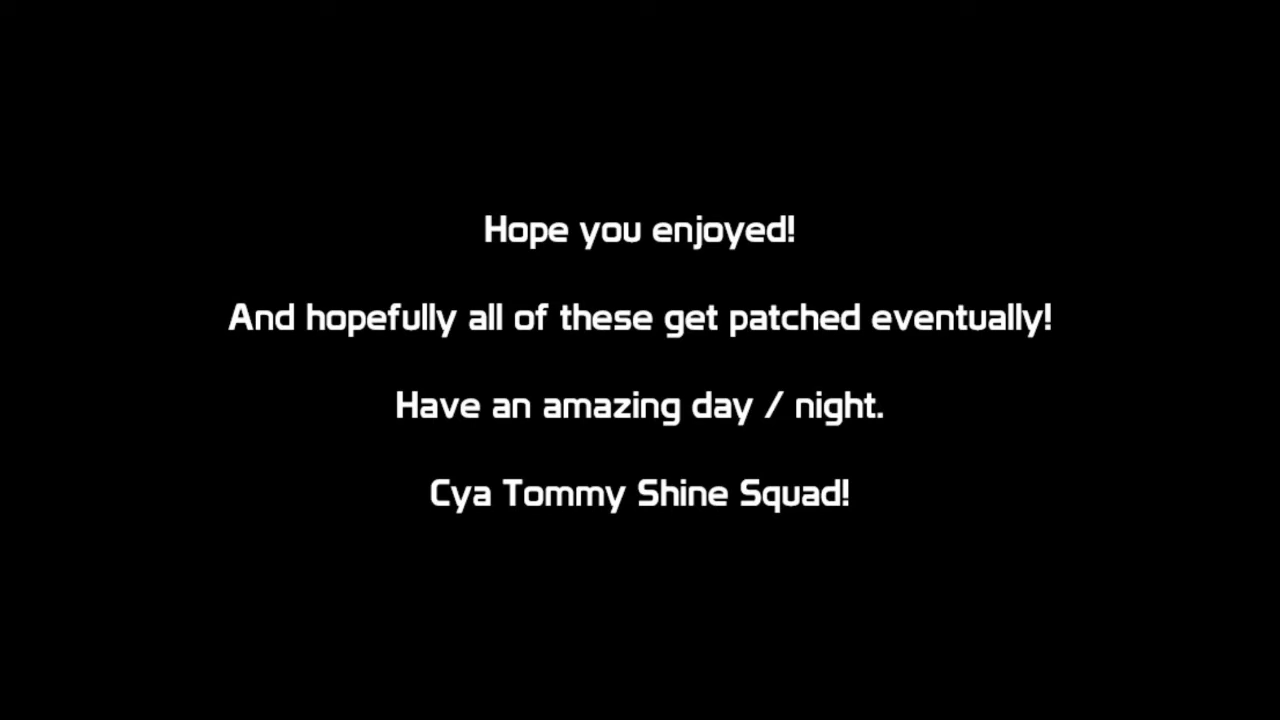 Hope you enjoyed!
And hopefully all of these get patched eventually!
Have an amazing day / night.
Cya Tommy Shine Squad!